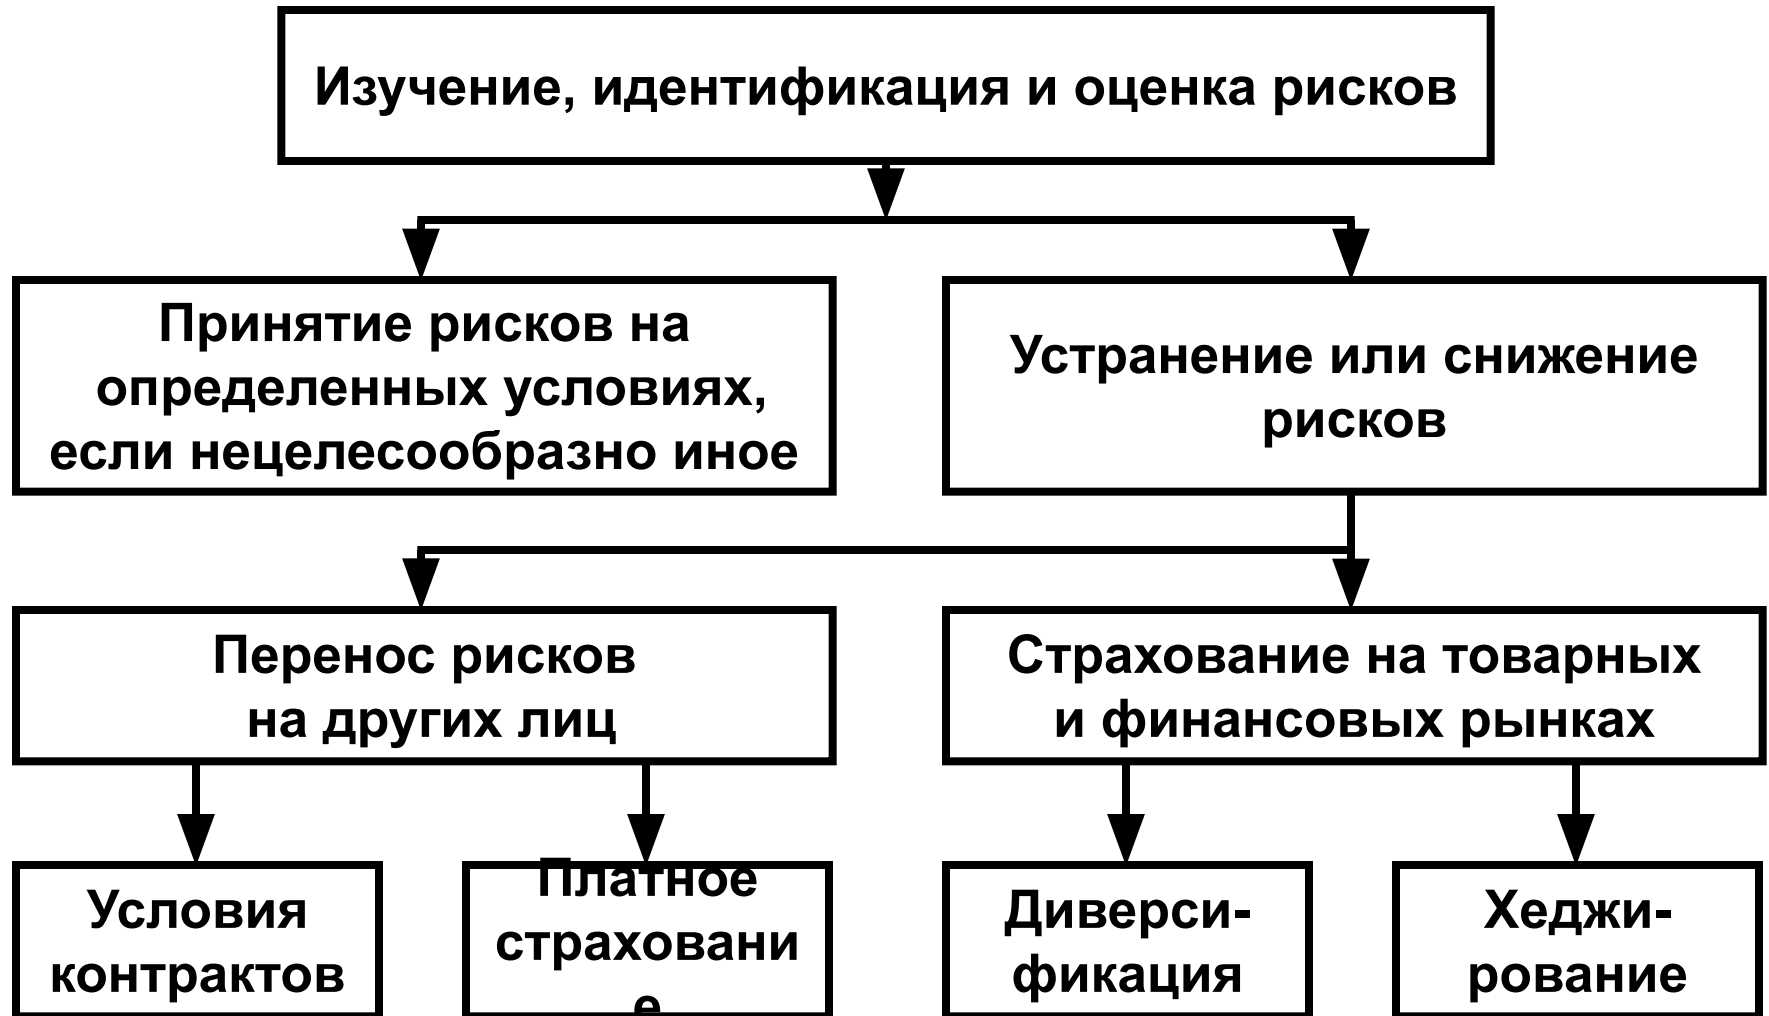 Изучение, идентификация и оценка рисков
Принятие рисков на
определенных условиях,
если нецелесообразно иное
Устранение или снижение
рисков
Перенос рисков
на других лиц
Страхование на товарных
и финансовых рынках
Условия
контрактов
Платное
страховани
е
Диверси-
фикация
Хеджи-
рование